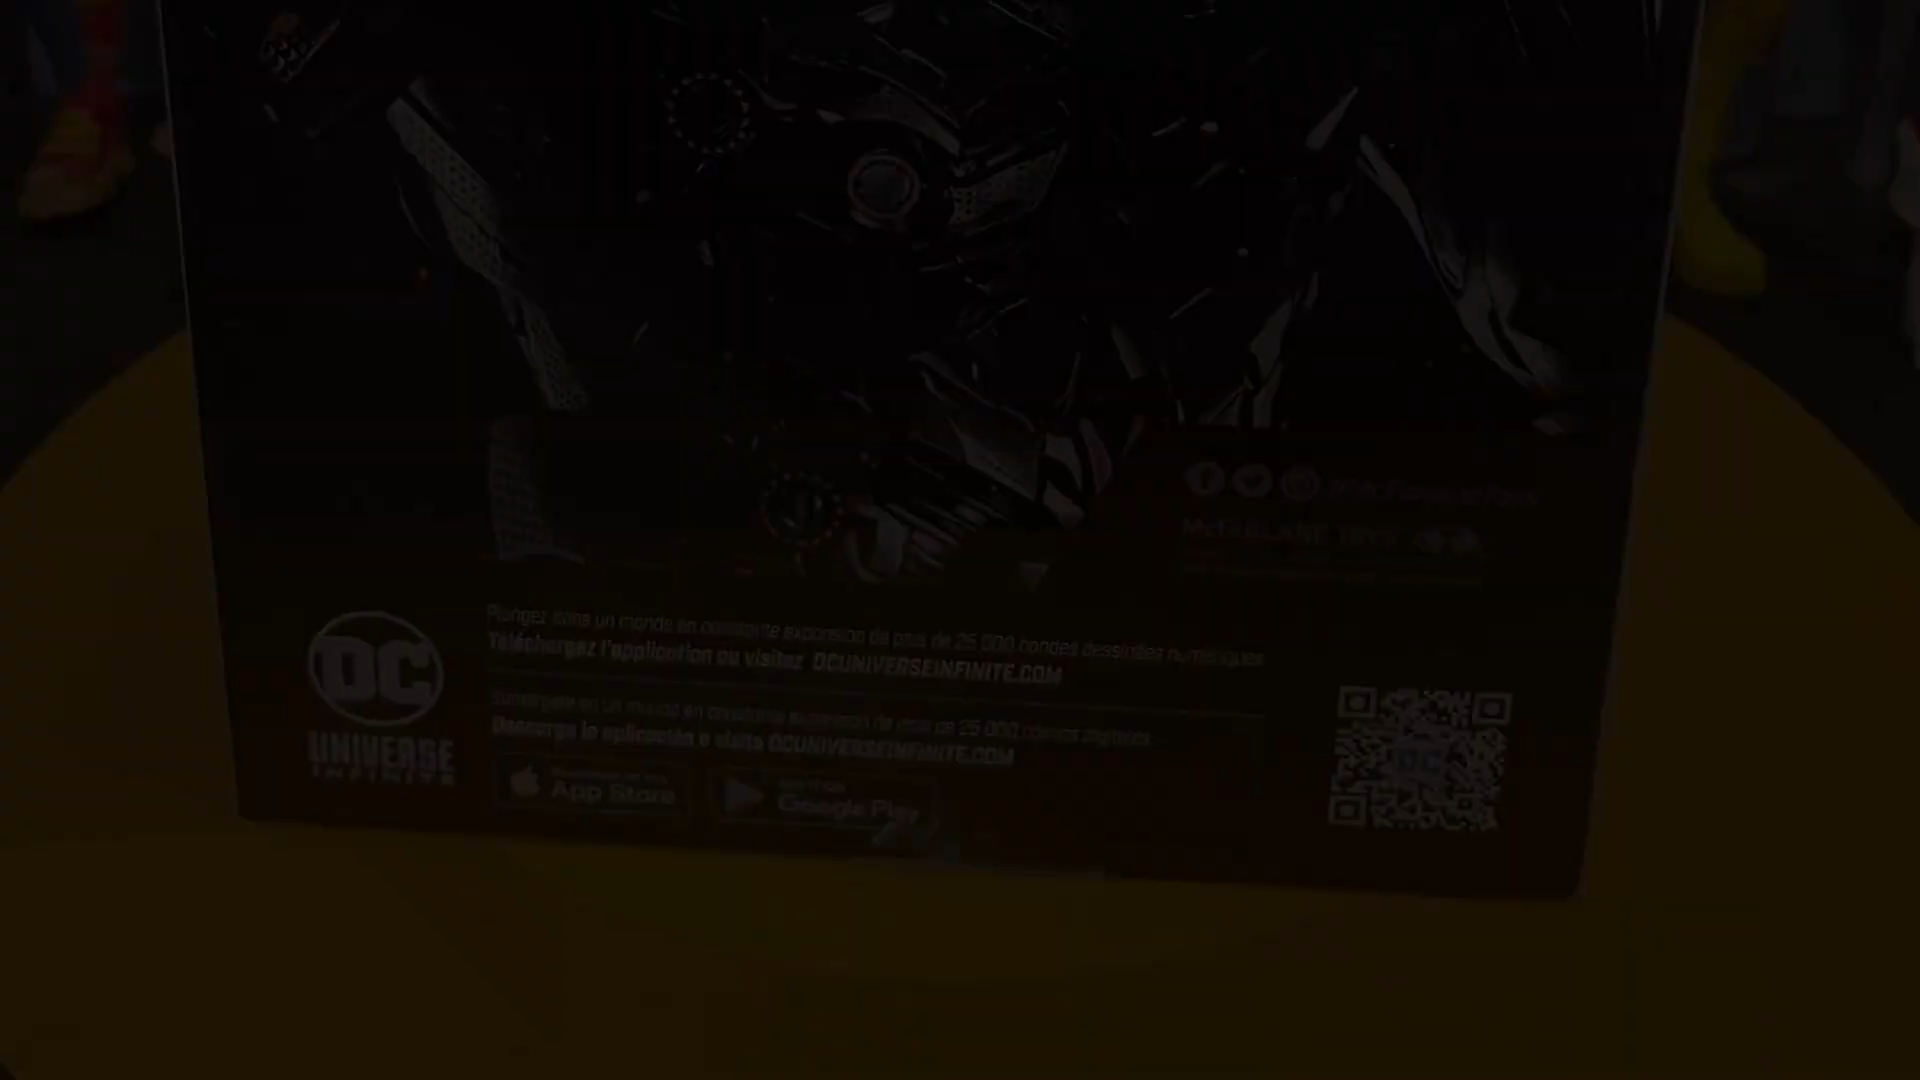 McFARLANE TOYS
DC
UNIVERSE
INFINITE
Plongez dans un monde en constante expansion de plus de 25 000 bandes dessinées numériques
Téléchargez l'application ou visitez DCUNIVERSEINFINITE.COM
en un mundo en constante expansión de más de 25 000 cómics digitales
Descarga la aplicación o visita DCUNIVERSEINFINITE.COM
App Store
Google Play
DC